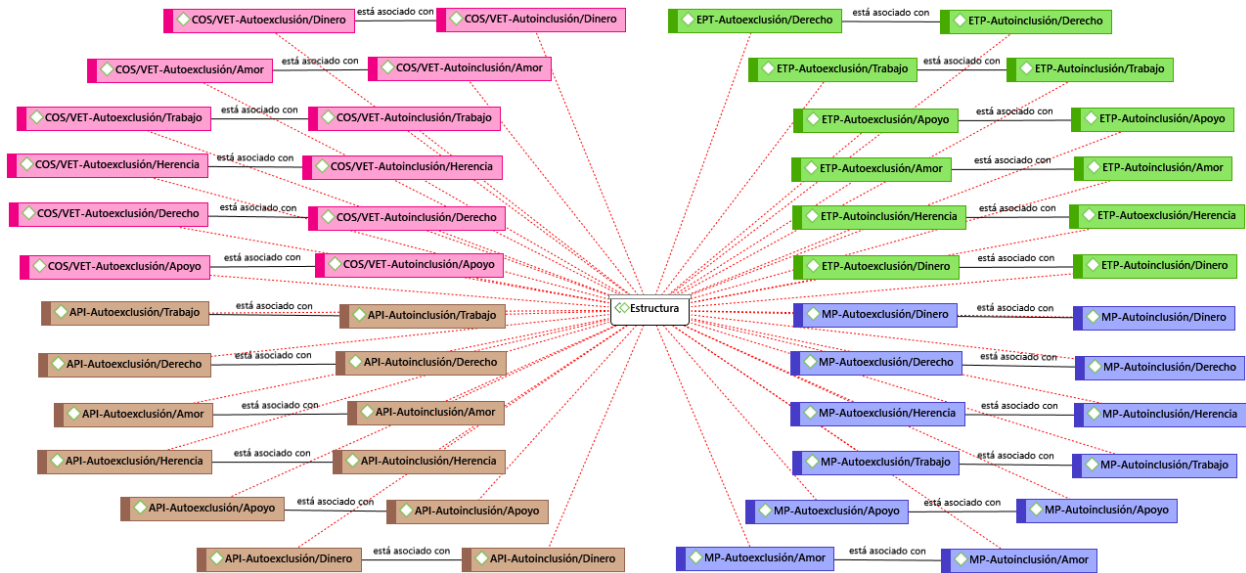 COS/VET-Autoexclusión/Dinero está asociado con COS/VET-Autoinclusión/Dinero
COS/VET-Autoexclusión/Amor está asociado con COS/VET-Autoinclusión/Amor
COS/VET-Autoexclusión/Trabajo está asociado con COS/VET-Autoinclusión/Trabajo
COS/VET-Autoexclusión/Herencia está asociado con COS/VET-Autoinclusión/Herencia
COS/VET-Autoexclusión/Derecho está asociado con COS/VET-Autoinclusión/Derecho
COS/VET-Autoexclusión/Apoyo está asociado con COS/VET-Autoinclusión/Apoyo
API-Autoexclusión/Trabajo está asociado con API-Autoinclusión/Trabajo
API-Autoexclusión/Derecho está asociado con API-Autoinclusión/Derecho
API-Autoexclusión/Amor está asociado con API-Autoinclusión/Amor
API-Autoexclusión/Herencia está asociado con API-Autoinclusión/Herencia
API-Autoexclusión/Apoyo está asociado con API-Autoinclusión/Apoyo
API-Autoexclusión/Dinero está asociado con API-Autoinclusión/Dinero
Estructura
EPT-Autoexclusión/Derecho está asociado con ETP-Autoinclusión/Derecho
ETP-Autoexclusión/Trabajo está asociado con ETP-Autoinclusión/Trabajo
ETP-Autoexclusión/Apoyo está asociado con ETP-Autoinclusión/Apoyo
ETP-Autoexclusión/Amor está asociado con ETP-Autoinclusión/Amor
ETP-Autoinclusión/Herencia está asociado con ETP-Autoexclusión/Herencia
ETP-Autoexclusión/Dinero está asociado con ETP-Autoinclusión/Dinero
MP-Autoexclusión/Dinero está asociado con MP-Autoinclusión/Dinero
MP-Autoexclusión/Derecho está asociado con MP-Autoinclusión/Derecho
MP-Autoexclusión/Herencia está asociado con MP-Autoinclusión/Herencia
MP-Autoexclusión/Trabajo está asociado con MP-Autoinclusión/Trabajo
MP-Autoexclusión/Apoyo está asociado con MP-Autoinclusión/Apoyo
MP-Autoexclusión/Amor está asociado con MP-Autoinclusión/Amor